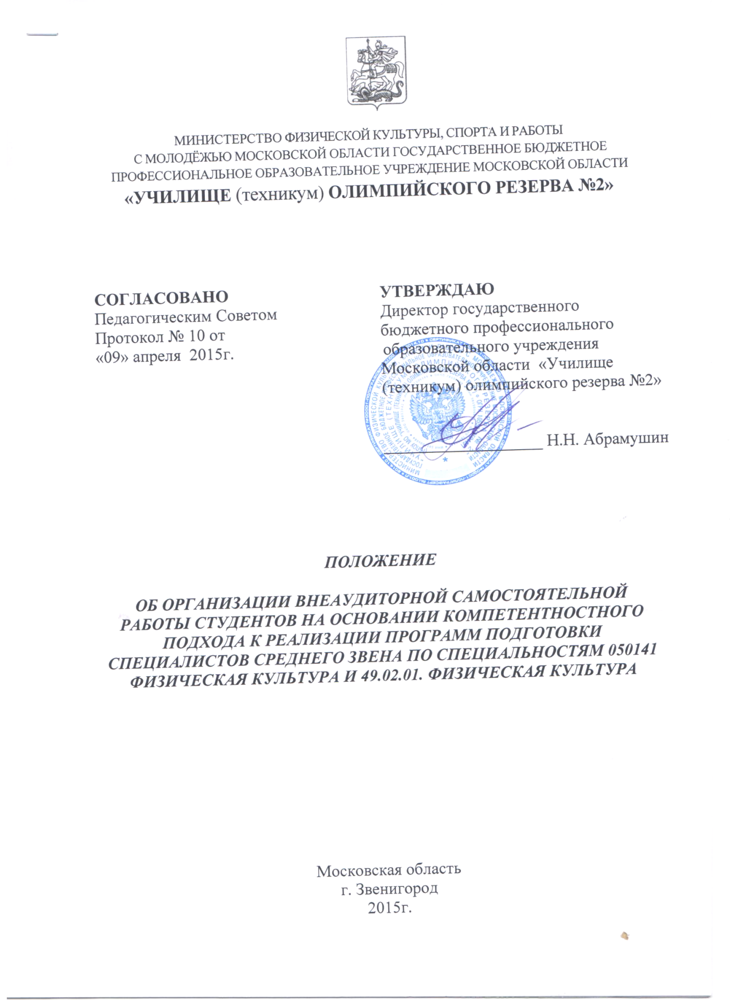 МИНИСТЕРСТВО ФИЗИЧЕСКОЙ КУЛЬТУРЫ, СПОРТА И РАБОТЫ
С МОЛОДЁЖЬЮ МОСКОВСКОЙ ОБЛАСТИ ГОСУДАРСТВЕННОЕ БЮДЖЕТНОЕ
ПРОФЕССИОНАЛЬНОЕ ОБРАЗОВАТЕЛЬНОЕ УЧРЕЖДЕНИЕ МОСКОВСКОЙ ОБЛАСТИ
«УЧИЛИЩЕ (техникум) ОЛИМПИЙСКОГО РЕЗЕРВА №2»
СОГЛАСОВАНО
Педагогическим Советом
Протокол № 10 от
«09» апреля 2015г.
УТВЕРЖДАЮ
Директор государственного
бюджетного профессионального
образовательного учреждения
Московской области «Училище
(техникум) олимпийского резерва №2»
Н.Н. Абрамушин
ПОЛОЖЕНИЕ
ОБ ОРГАНИЗАЦИИ ВНЕАУДИТОРНОЙ САМОСТОЯТЕЛЬНОЙ
РАБОТЫ СТУДЕНТОВ НА ОСНОВАНИИ КОМПЕТЕНТНОСТНОГО
ПОДХОДА К РЕАЛИЗАЦИИ ПРОГРАММ ПОДГОТОВКИ
СПЕЦИАЛИСТОВ СРЕДНЕГО ЗВЕНА ПО СПЕЦИАЛЬНОСТЯМ 050141
ФИЗИЧЕСКАЯ КУЛЬТУРА И 49.02.01. ФИЗИЧЕСКАЯ КУЛЬТУРА
Московская область
г. Звенигород
2015г.